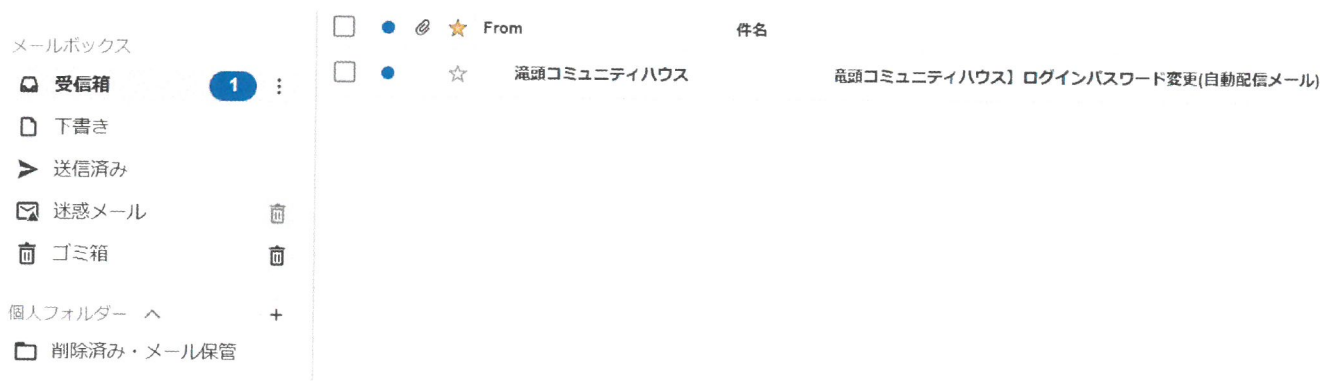 メールボックス
受信箱 1
下書き
送信済み
迷惑メール
ゴミ箱
個人フォルダー
+
削除済み・メール保管
From 件名
滝頭コミュニティハウス 竜頭コミュニティハウス】ログインパスワード変更(自動配信メール)